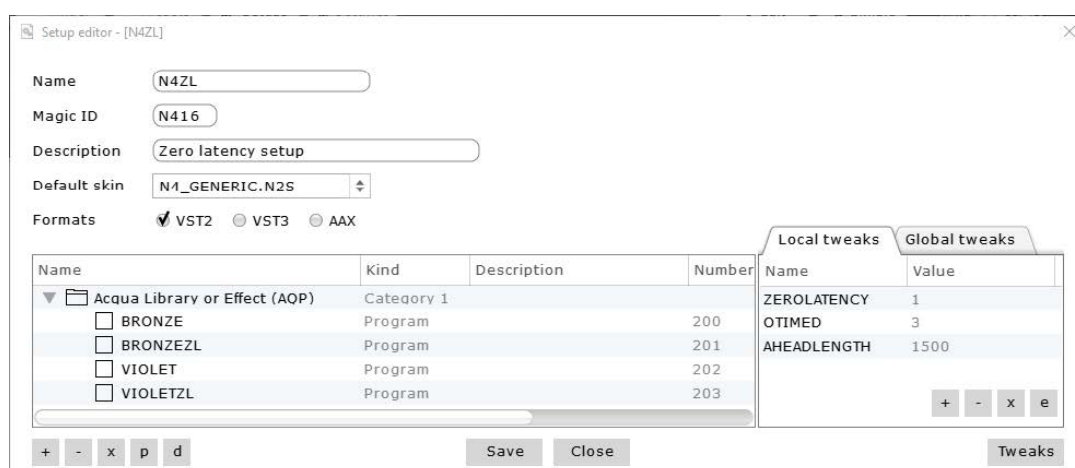 Setup editor - [N4ZL]
Name N4ZL
Magic ID N416
Description Zero latency setup
Default skin N4_GENERIC.N2S
Formats VST2 VST3 AAX
Local tweaks Global tweaks
Name Kind Description Number Name Value
Acqua Library or Effect (AQP) Category 1 ZEROLATENCY 1
BRONZE Program 200 OTIMED 3
BRONZEZL Program 201 AHEADLENGTH 1500
VIOLET Program 202
VIOLETZL Program 203
+ - x e
+ - x p d Save Close Tweaks